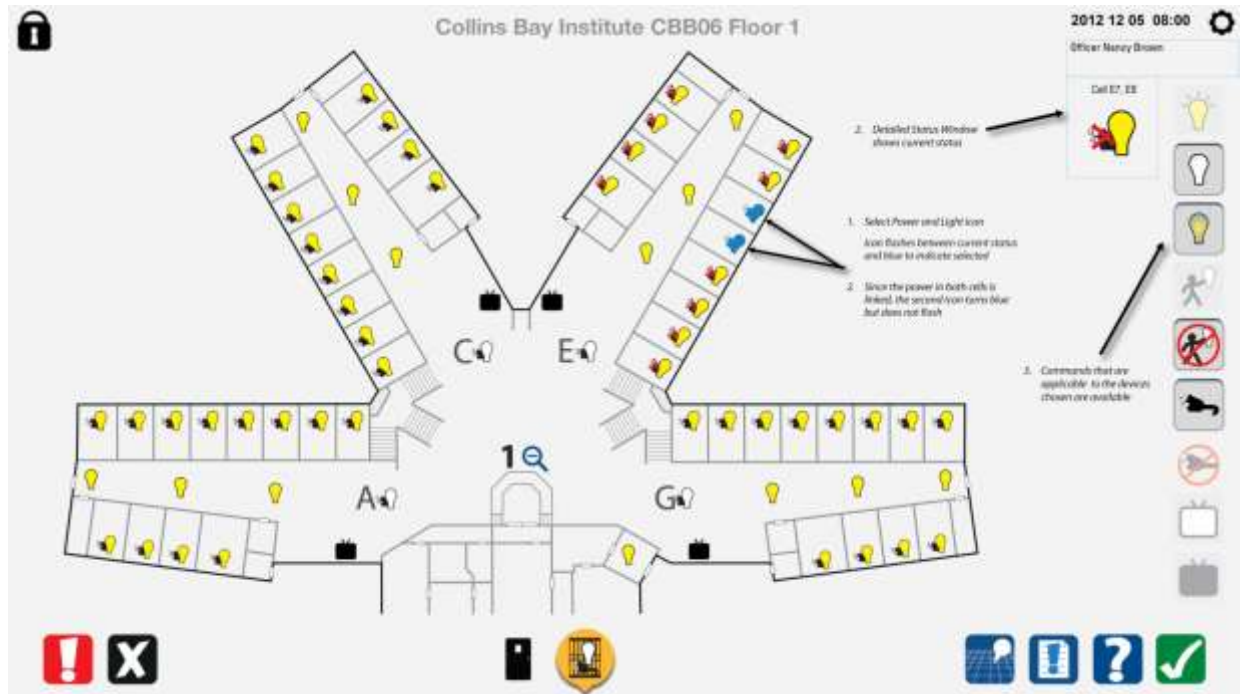 Collins Bay Institute CBB06 Floor 1
2012 12 05 08:00
Officer Nancy Brown
Cell E7, E8
2. Detailed Status Window
shows current status
1. Select Power and Light Icon
Icon flashes between current status
and blue to indicate selected
2. Since the power in both cells is
linked, the second icon turns blue
but does not flash
3. Commands that are
applicable to the devices
chosen are available
C
E
1
A
G